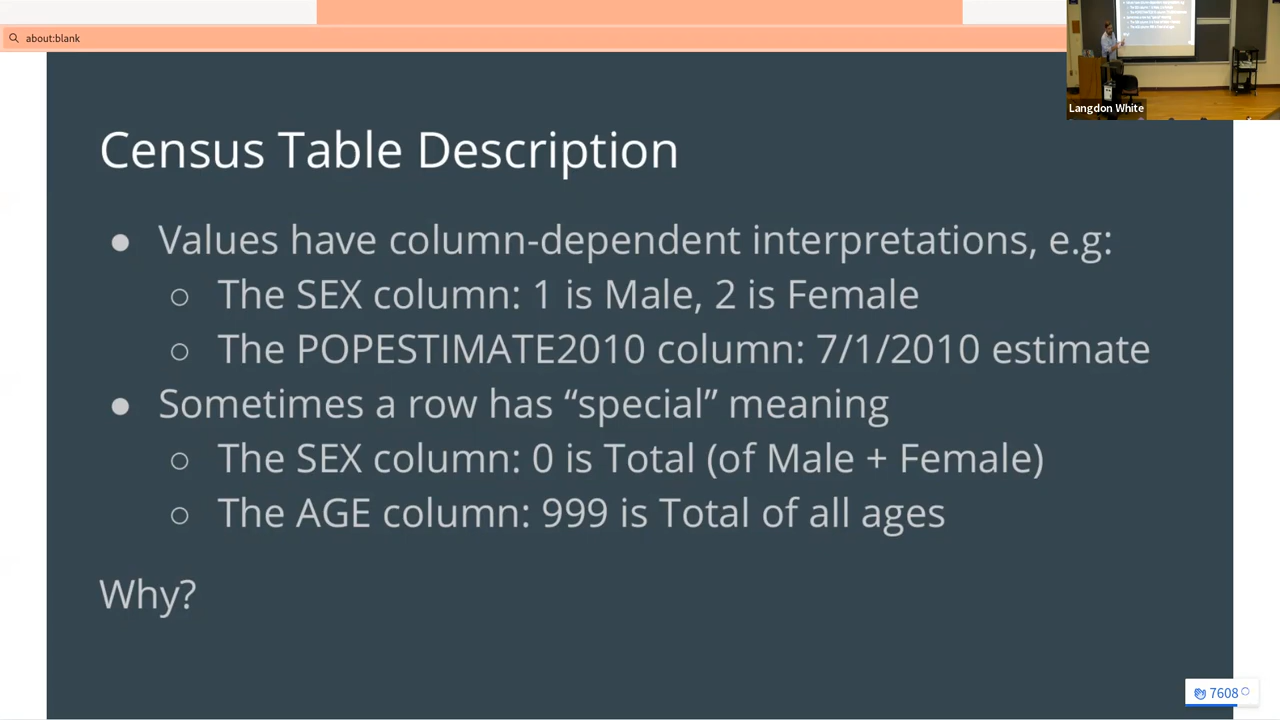 about:blank
Langdon White
Census Table Description
● Values have column-dependent interpretations, e.g:
○ The SEX column: 1 is Male, 2 is Female
○ The POPESTIMATE2010 column: 7/1/2010 estimate
● Sometimes a row has “special” meaning
○ The SEX column: 0 is Total (of Male + Female)
○ The AGE column: 999 is Total of all ages
Why?
7608